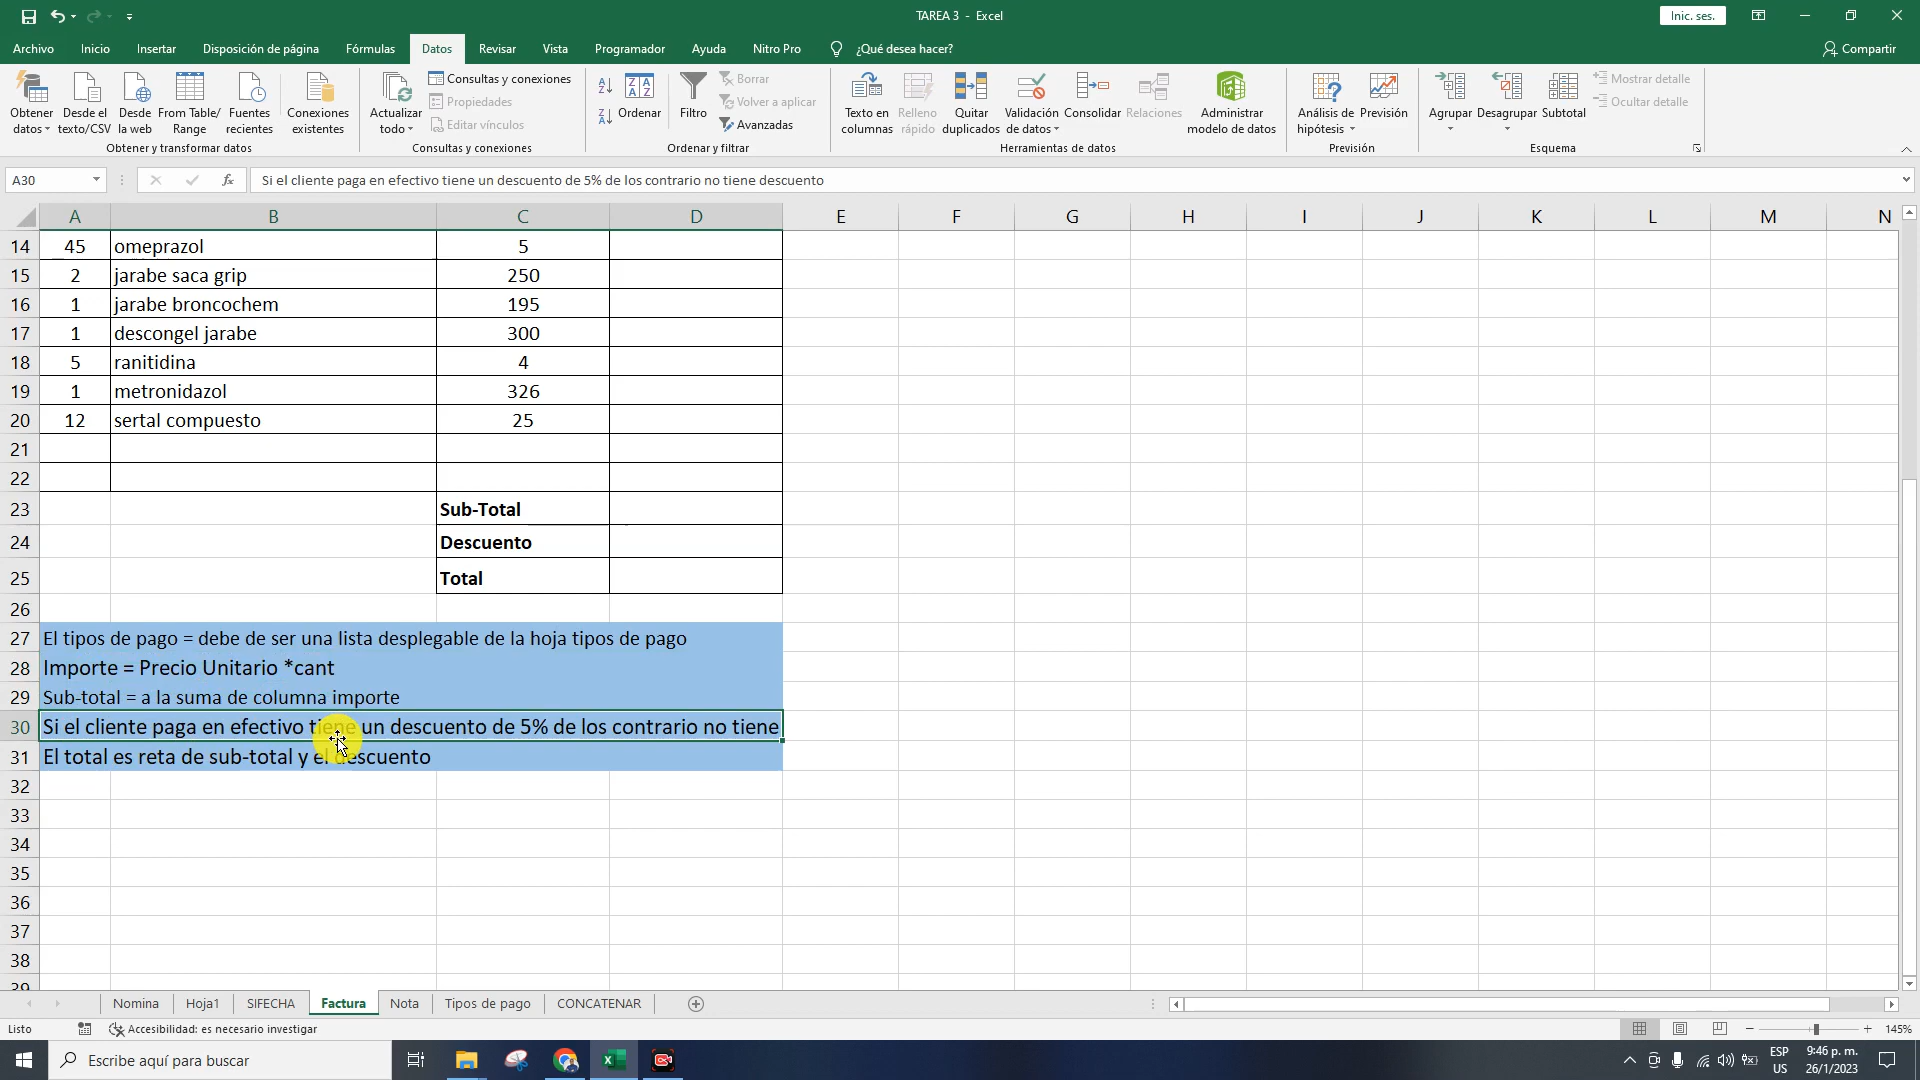 TAREA 3 - Excel
Inic. ses.
Archivo Inicio Insertar Disposición de página Fórmulas Datos Revisar Vista Programador Ayuda Nitro Pro ¿Qué desea hacer? Compartir
Obtener datos
Desde el texto/CSV
Desde la web
From Table/ Range
Fuentes recientes
Conexiones existentes
Obtener y transformar datos
Actualizar todo
Consultas y conexiones
Propiedades
Editar vínculos
Consultas y conexiones
Ordenar
Filtro
Borrar
Volver a aplicar
Avanzadas
Ordenar y filtrar
Texto en columnas
Relleno rápido
Quitar duplicados
Validación de datos
Consolidar
Relaciones
Administrar modelo de datos
Herramientas de datos
Análisis de hipótesis
Previsión
Previsión
Agrupar
Desagrupar
Subtotal
Mostrar detalle
Ocultar detalle
Esquema
A30 fx Si el cliente paga en efectivo tiene un descuento de 5% de los contrario no tiene descuento
A B C D E F G H I J K L M N
14 45 omeprazol 5
15 2 jarabe saca grip 250
16 1 jarabe broncochem 195
17 1 descongel jarabe 300
18 5 ranitidina 4
19 1 metronidazol 326
20 12 sertal compuesto 25
21
22
23 Sub-Total
24 Descuento
25 Total
26
27 El tipos de pago = debe de ser una lista desplegable de la hoja tipos de pago
28 Importe = Precio Unitario *cant
29 Sub-total = a la suma de columna importe
30 Si el cliente paga en efectivo tiene un descuento de 5% de los contrario no tiene
31 El total es reta de sub-total y el descuento
32
33
34
35
36
37
38
39
Nomina Hoja1 SIFECHA Factura Nota Tipos de pago CONCATENAR
Listo Accesibilidad: es necesario investigar 145%
Escribe aquí para buscar
ESP
US
9:46 p. m.
26/1/2023